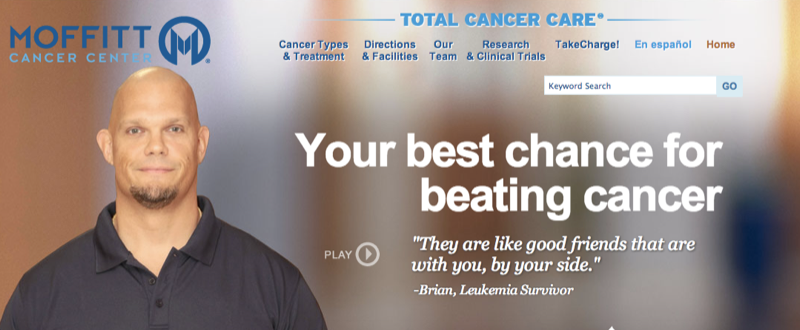 MOFFITT
CANCER CENTER
TOTAL CANCER CARE®
Cancer Types
& Treatment
Directions
& Facilities
Our
Team
Research
& Clinical Trials
TakeCharge!
En español
Home
Keyword Search
GO
Your best chance for
beating cancer
PLAY
"They are like good friends that are
with you, by your side."
-Brian, Leukemia Survivor